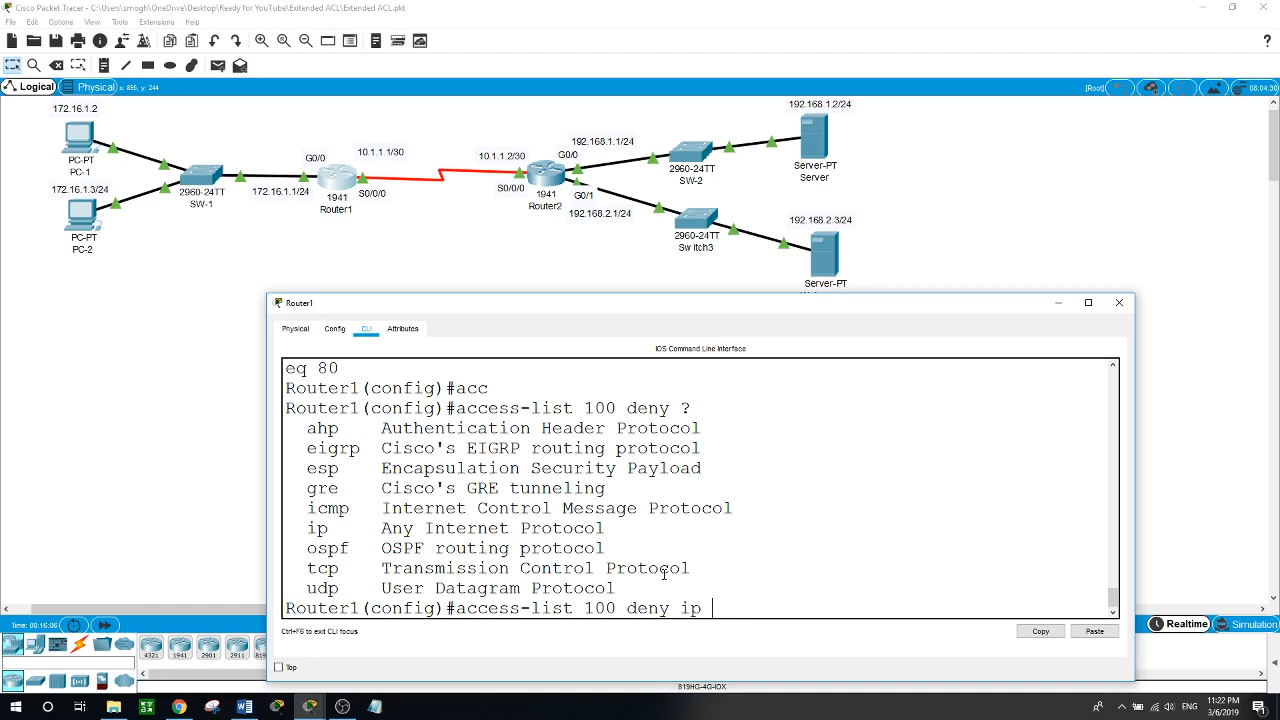 Cisco Packet Tracer - C:\Users\smogh\OneDrive\Desktop\Ready for YouTube\Extended ACL\Extended ACL.pkt
File Edit Options View Tools Extensions Help
Logical Physical x: 895, y: 244 [Root] 08:04:30
172.16.1.2
PC-PT
PC-1
172.16.1.3/24
PC-PT
PC-2
2960-24TT
SW-1
G0/0
172.16.1.1/24
10.1.1.1/30
1941
Router1
S0/0/0
10.1.1.2/30
S0/0/0
1941
Router2
G0/0
192.168.1.1/24
G0/1
192.168.2.1/24
2960-24TT
SW-2
192.168.1.2/24
Server-PT
Server
2960-24TT
Switch3
192.168.2.3/24
Server-PT
Router1
Physical Config CLI Attributes
IOS Command Line Interface
eq 80
Router1(config)#acc
Router1(config)#access-list 100 deny ?
ahp Authentication Header Protocol
eigrp Cisco's EIGRP routing protocol
esp Encapsulation Security Payload
gre Cisco's GRE tunneling
icmp Internet Control Message Protocol
ip Any Internet Protocol
ospf OSPF routing protocol
tcp Transmission Control Protocol
udp User Datagram Protocol
Router1(config)#access-list 100 deny ip
Ctrl+F6 to exit CLI focus
Copy Paste
Top
Time: 00:16:06
Realtime Simulation
4321 1941 2901 2911
819HG-4G-IOX
ENG
11:22 PM
3/6/2019